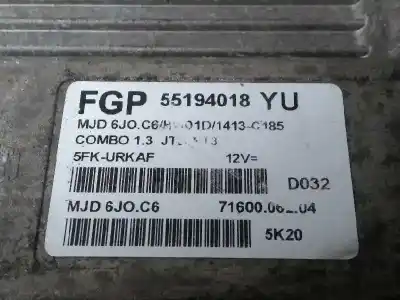 FGP 55194018 YU
MJD 6JO.C6/
COMBO 1.3
5FK-URKAF 12V=
D032
MJD 6JO.C6
5K20